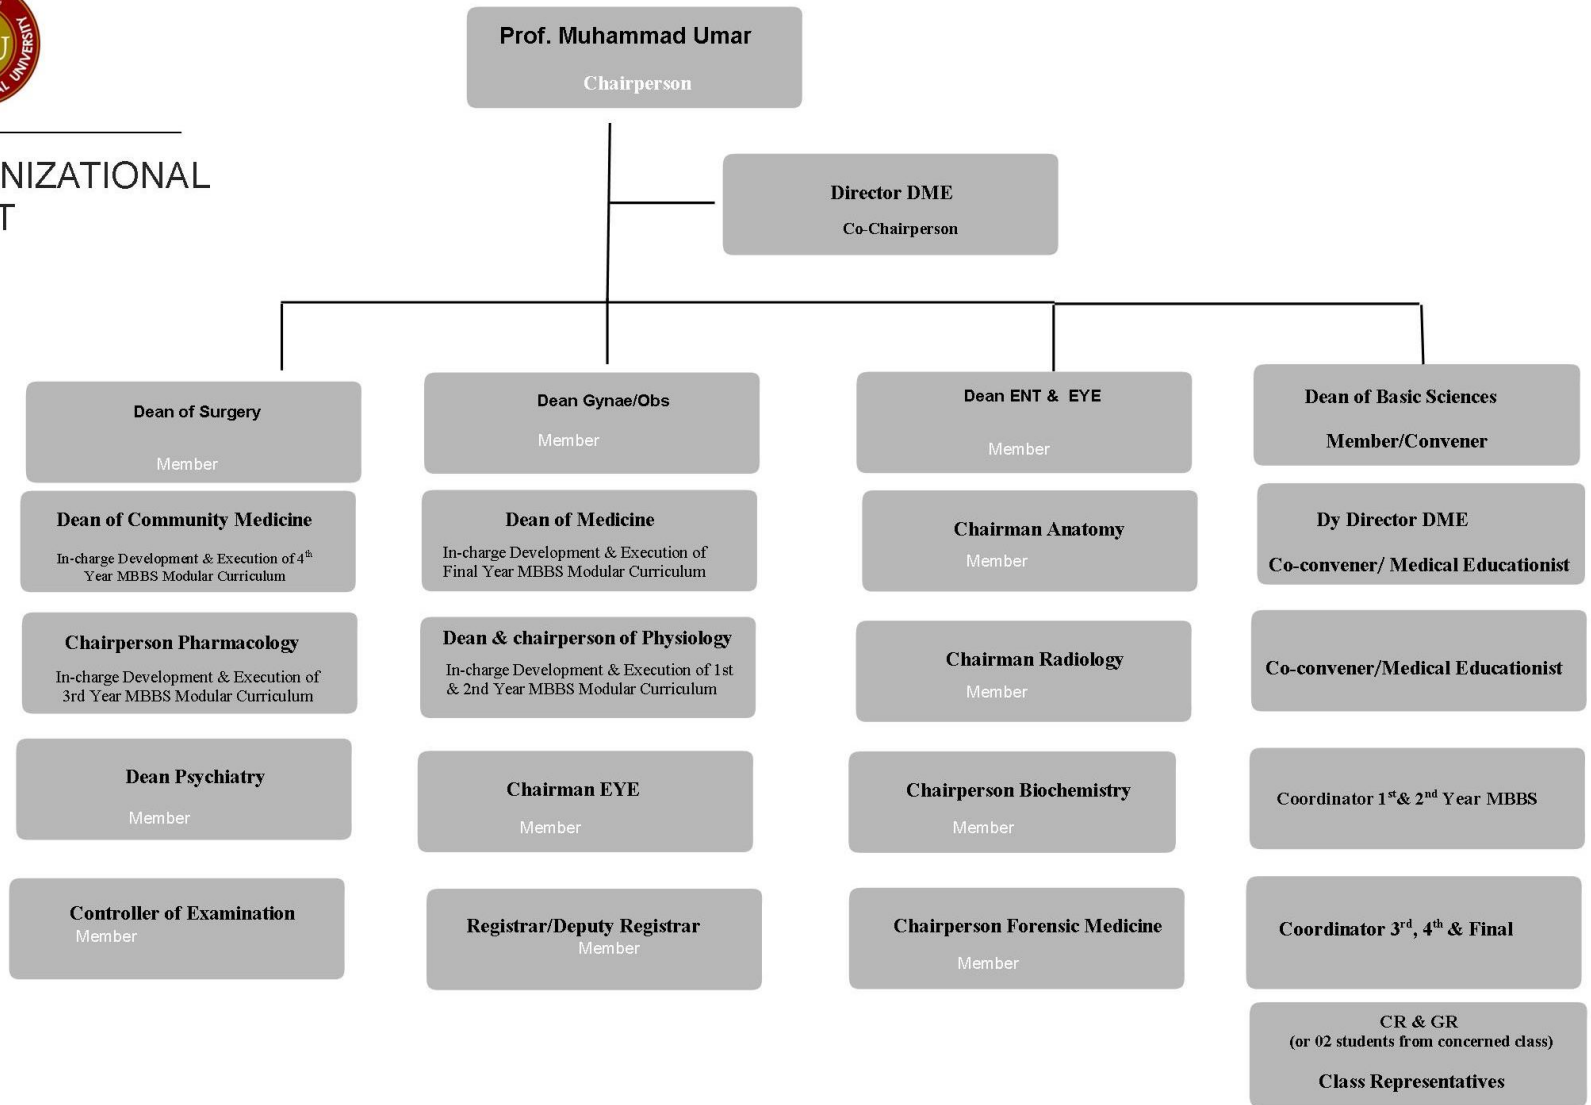 UNIVERSITY
NIZATIONAL
T
Prof. Muhammad Umar
Chairperson
Director DME
Co-Chairperson
Dean of Surgery
Member
Dean of Community Medicine
In-charge Development & Execution of 4th
Year MBBS Modular Curriculum
Chairperson Pharmacology
In-charge Development & Execution of
3rd Year MBBS Modular Curriculum
Dean Psychiatry
Member
Controller of Examination
Member
Dean Gynae/Obs
Member
Dean of Medicine
In-charge Development & Execution of
Final Year MBBS Modular Curriculum
Dean & chairperson of Physiology
In-charge Development & Execution of 1st
& 2nd Year MBBS Modular Curriculum
Chairman EYE
Member
Registrar/Deputy Registrar
Member
Dean ENT & EYE
Member
Chairman Anatomy
Member
Chairman Radiology
Member
Chairperson Biochemistry
Member
Chairperson Forensic Medicine
Member
Dean of Basic Sciences
Member/Convener
Dy Director DME
Co-convener/ Medical Educationist
Co-convener/Medical Educationist
Coordinator 1st& 2nd Year MBBS
Coordinator 3rd, 4th & Final
CR & GR
(or 02 students from concerned class)
Class Representatives